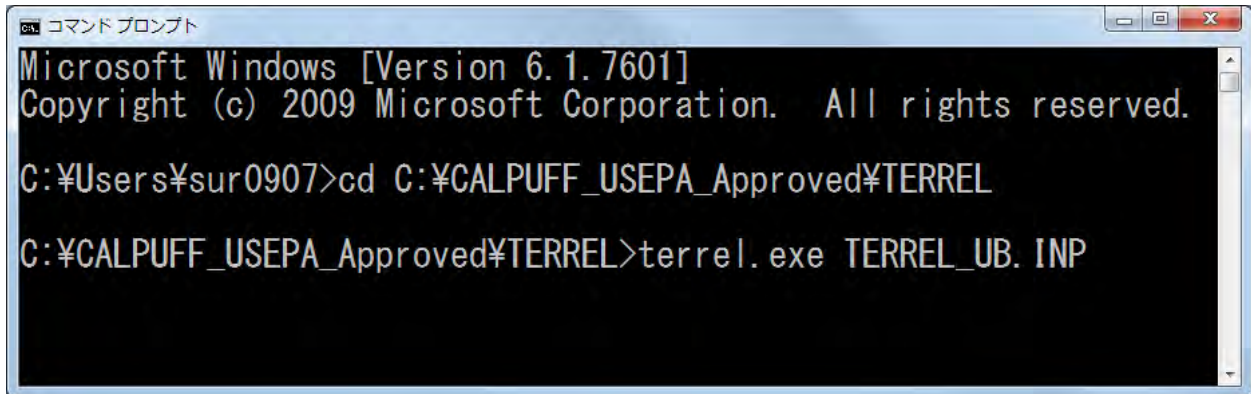 コマンド プロンプト
Microsoft Windows [Version 6.1.7601]
Copyright (c) 2009 Microsoft Corporation.  All rights reserved.
C:¥Users¥sur0907>cd C:¥CALPUFF_USEPA_Approved¥TERREL
C:¥CALPUFF_USEPA_Approved¥TERREL>terrel.exe TERREL_UB.INP